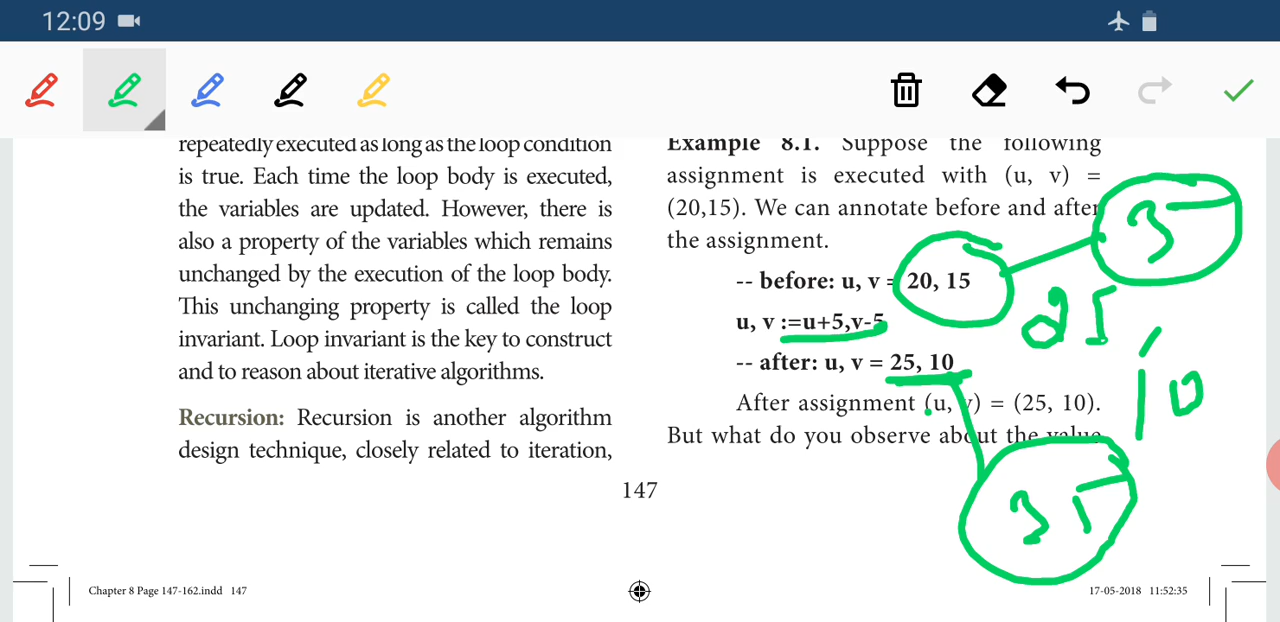 12:09
repeatedly executed as long as the loop condition
is true. Each time the loop body is executed,
the variables are updated. However, there is
also a property of the variables which remains
unchanged by the execution of the loop body.
This unchanging property is called the loop
invariant. Loop invariant is the key to construct
and to reason about iterative algorithms.
Recursion: Recursion is another algorithm
design technique, closely related to iteration,
Example 8.1. Suppose the following
assignment is executed with (u, v) =
(20,15). We can annotate before and after
the assignment.
-- before: u, v = 20, 15
u, v :=u+5,v-5
-- after: u, v = 25, 10
After assignment (u, v) = (25, 10).
But what do you observe about the value
35
25
10
35
147
Chapter 8 Page 147-162.indd 147
17-05-2018 11:52:35